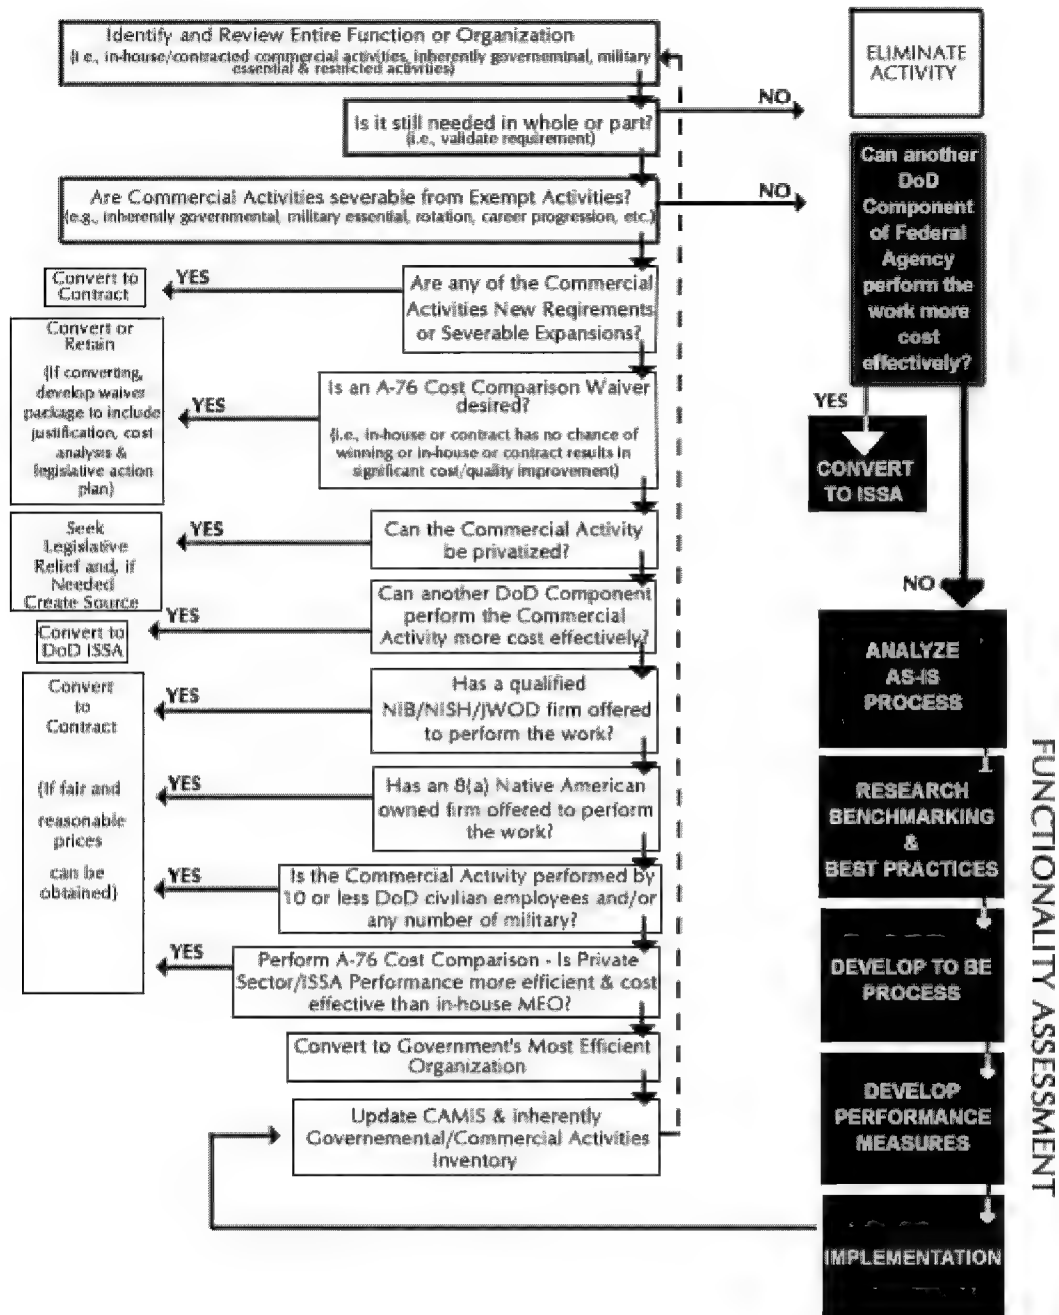 Identify and Review Entire Function or Organization
(i.e., in-house/contracted commercial activities, inherently governeminal, military
essential & restricted activities)
NO
ELIMINATE
ACTIVITY
Is it still needed in whole or part?
(i.e., validate requirement)
Are Commercial Activities severable from Exempt Activities?
(e.g., inherently governmental, military essential, rotation, career progression, etc.)
NO
Can another
DoD
Component
of Federal
Agency
perform the
work more
cost
effectively?
YES
CONVERT
TO ISSA
NO
Convert to
Contract
YES
Are any of the Commercial
Activities New Reqirements
or Severable Expansions?
Convert or
Retain
(If converting,
develop waiver
package to include
justification, cost
analysis &
legislative action
plan)
YES
Is an A-76 Cost Comparison Waiver
desired?
(i.e., in-house or contract has no chance of
winning or in-house or contract results in
significant cost/quality improvement)
Seek
Legislative
Relief and, if
Needed
Create Source
YES
Can the Commercial Activity
be privatized?
Convert to
DoD ISSA
YES
Can another DoD Component
perform the Commercial
Activity more cost effectively?
Convert
to
Contract
(If fair and
reasonable
prices
can be
obtained)
YES
Has a qualified
NIB/NISH/JWOD firm offered
to perform the work?
YES
Has an 8(a) Native American
owned firm offered to perform
the work?
YES
Is the Commercial Activity performed by
10 or less DoD civilian employees and/or
any number of military?
YES
Perform A-76 Cost Comparison - Is Private
Sector/ISSA Performance more efficient & cost
effective than in-house MEO?
Convert to Government's Most Efficient
Organization
Update CAMIS & inherently
Governemental/Commercial Activities
Inventory
ANALYZE
AS-IS
PROCESS
RESEARCH
BENCHMARKING
&
BEST PRACTICES
DEVELOP TO BE
PROCESS
DEVELOP
PERFORMANCE
MEASURES
IMPLEMENTATION
FUNCTIONALITY ASSESSMENT